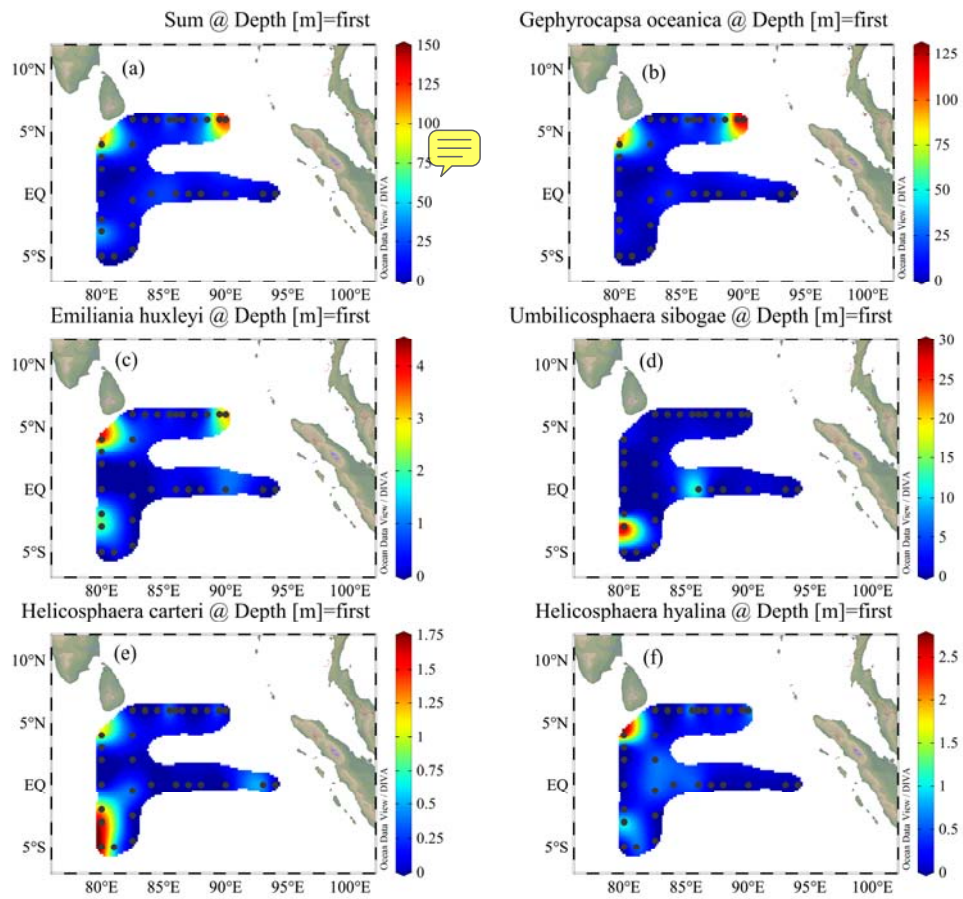 Sum @ Depth [m]=first
(a)
10°N
5°N
EQ
5°S
80°E 85°E 90°E 95°E 100°E
150
125
100
75
50
25
0
Ocean Data View / DIVA
Gephyrocapsa oceanica @ Depth [m]=first
(b)
10°N
5°N
EQ
5°S
80°E 85°E 90°E 95°E 100°E
125
100
75
50
25
0
Ocean Data View / DIVA
Emiliania huxleyi @ Depth [m]=first
(c)
10°N
5°N
EQ
5°S
80°E 85°E 90°E 95°E 100°E
4
3
2
1
0
Ocean Data View / DIVA
Umbilicosphaera sibogae @ Depth [m]=first
(d)
10°N
5°N
EQ
5°S
80°E 85°E 90°E 95°E 100°E
30
25
20
15
10
5
0
Ocean Data View / DIVA
Helicosphaera carteri @ Depth [m]=first
(e)
10°N
5°N
EQ
5°S
80°E 85°E 90°E 95°E 100°E
1.75
1.5
1.25
1
0.75
0.5
0.25
0
Ocean Data View / DIVA
Helicosphaera hyalina @ Depth [m]=first
(f)
10°N
5°N
EQ
5°S
80°E 85°E 90°E 95°E 100°E
2.5
2
1.5
1
0.5
0
Ocean Data View / DIVA